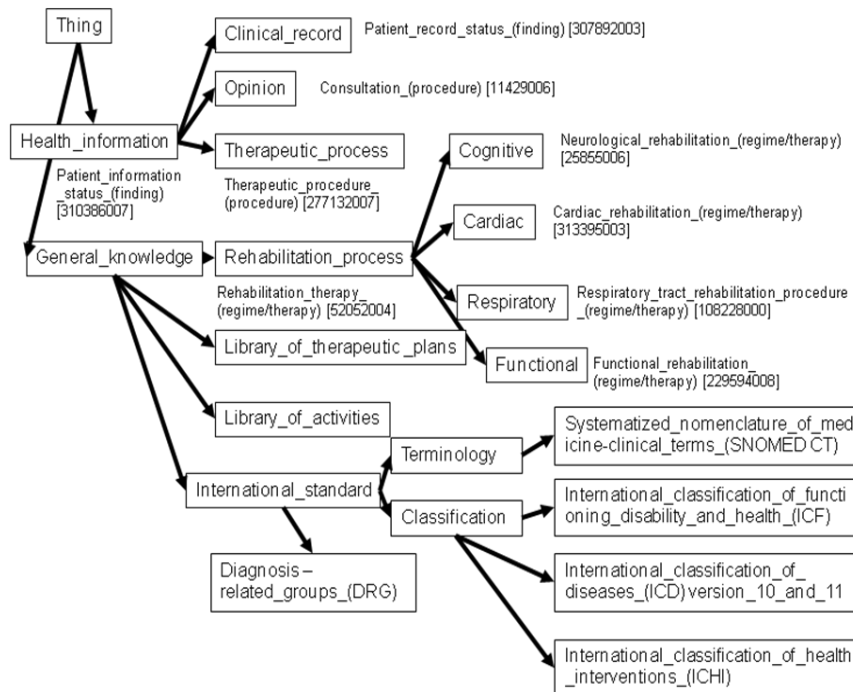 Thing
Clinical_record
Patient_record_status_(finding) [307892003]
Opinion
Consultation_(procedure) [11429006]
Health_information
Patient_information
_status_(finding)
[310386007]
Therapeutic_process
Therapeutic_procedure_
(procedure) [277132007]
Cognitive
Neurological_rehabilitation_(regime/therapy)
[25855006]
Cardiac
Cardiac_rehabilitation_(regime/therapy)
[313395003]
General_knowledge
Rehabilitation_process
Rehabilitation_therapy_
(regime/therapy) [52052004]
Respiratory
Respiratory_tract_rehabilitation_procedure
_(regime/therapy) [108228000]
Library_of_therapeutic_plans
Functional
Functional_rehabilitation_
(regime/therapy) [229594008]
Library_of_activities
Terminology
Systematized_nomenclature_of_med
icine-clinical_terms_(SNOMED CT)
International_standard
Classification
International_classification_of_functi
oning_disability_and_health_(ICF)
Diagnosis –
related_groups_(DRG)
International_classification_of_
diseases_(ICD) version_10_and_11
International_classification_of_health
_interventions_(ICHI)